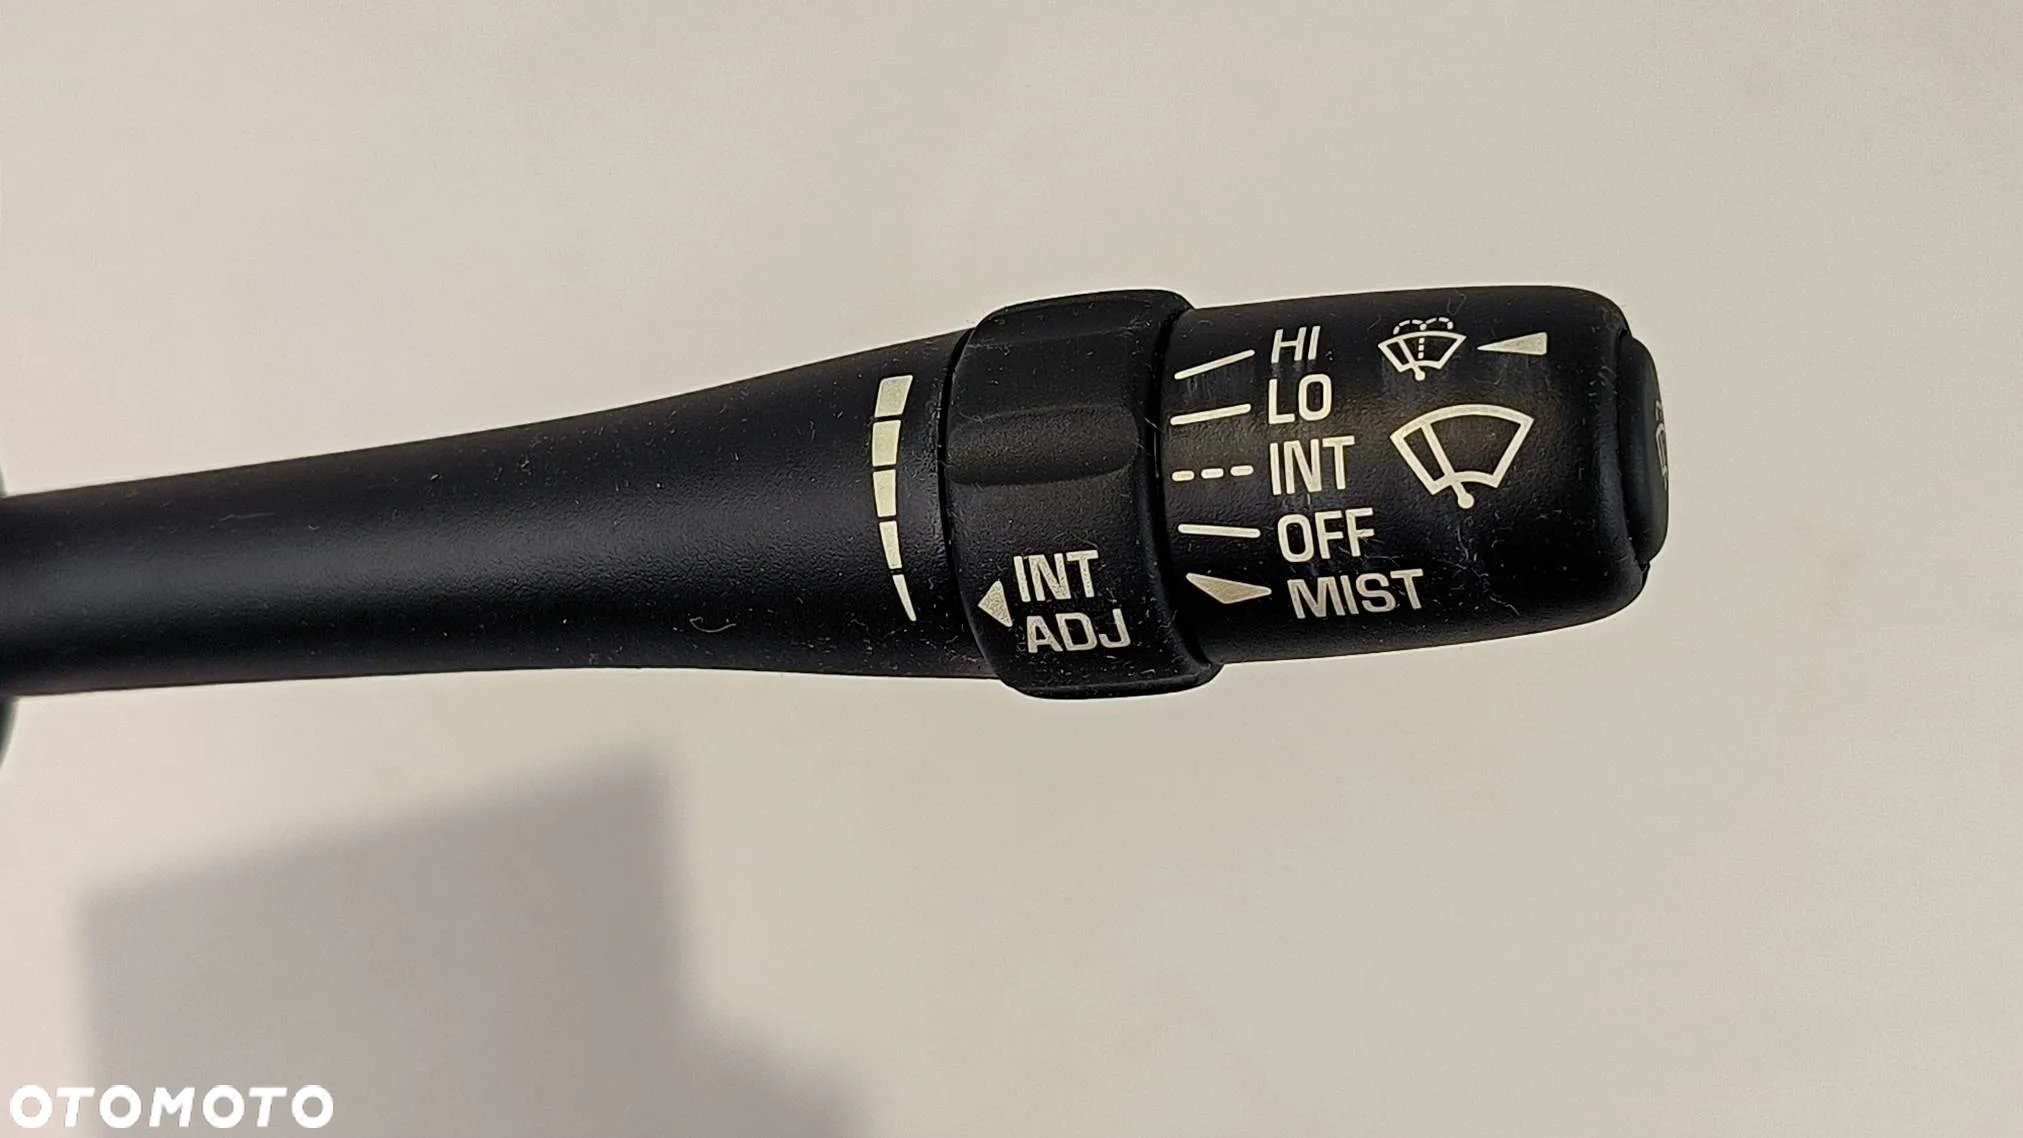 HI
LO
INT
OFF
MIST
INT
ADJ
OTOMOTO